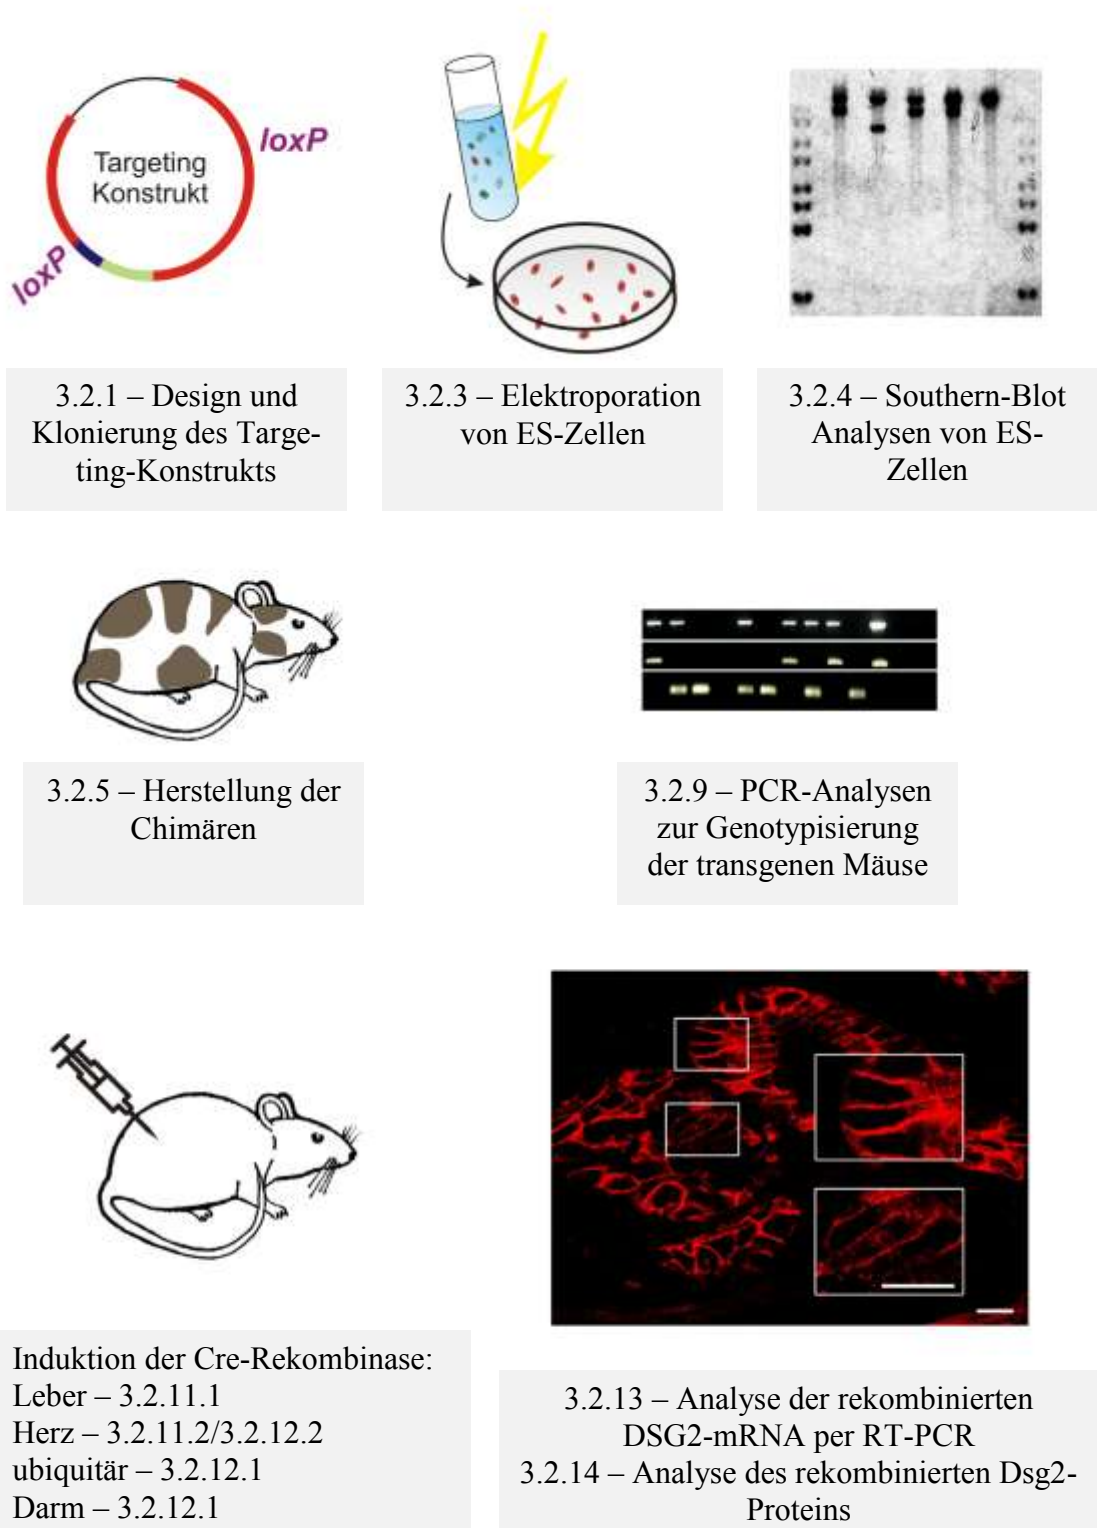 loxP
Targeting
Konstrukt
loxP
3.2.1 – Design und
Klonierung des Targe-
ting-Konstrukts
3.2.3 – Elektroporation
von ES-Zellen
3.2.4 – Southern-Blot
Analysen von ES-
Zellen
3.2.5 – Herstellung der
Chimären
3.2.9 – PCR-Analysen
zur Genotypisierung
der transgenen Mäuse
Induktion der Cre-Rekombinase:
Leber – 3.2.11.1
Herz – 3.2.11.2/3.2.12.2
ubiquitär – 3.2.12.1
Darm – 3.2.12.1
3.2.13 – Analyse der rekombinierten
DSG2-mRNA per RT-PCR
3.2.14 – Analyse des rekombinierten Dsg2-
Proteins